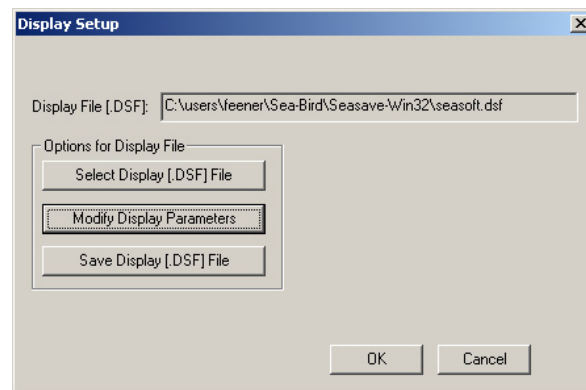 Display Setup
Display File [.DSF]: C:\users\feener\Sea-Bird\Seasave-Win32\seasoft.dsf
Options for Display File
Select Display [.DSF] File
Modify Display Parameters
Save Display [.DSF] File
OK Cancel